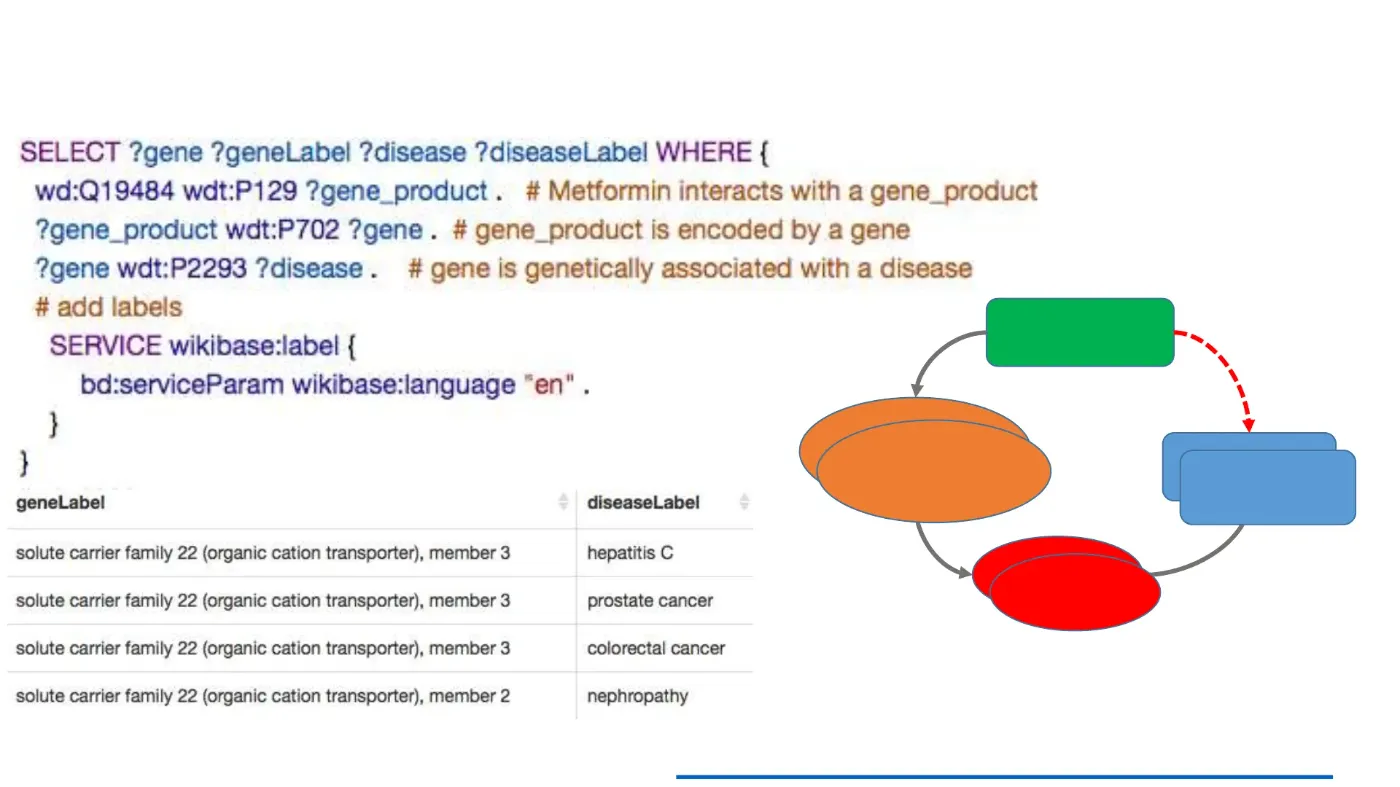 SELECT ?gene ?geneLabel ?disease ?diseaseLabel WHERE {
wd:Q19484 wdt:P129 ?gene_product . # Metformin interacts with a gene_product
?gene_product wdt:P702 ?gene . # gene_product is encoded by a gene
?gene wdt:P2293 ?disease . # gene is genetically associated with a disease
# add labels
SERVICE wikibase:label {
bd:serviceParam wikibase:language "en" .
}
}
geneLabel diseaseLabel
solute carrier family 22 (organic cation transporter), member 3 hepatitis C
solute carrier family 22 (organic cation transporter), member 3 prostate cancer
solute carrier family 22 (organic cation transporter), member 3 colorectal cancer
solute carrier family 22 (organic cation transporter), member 2 nephropathy